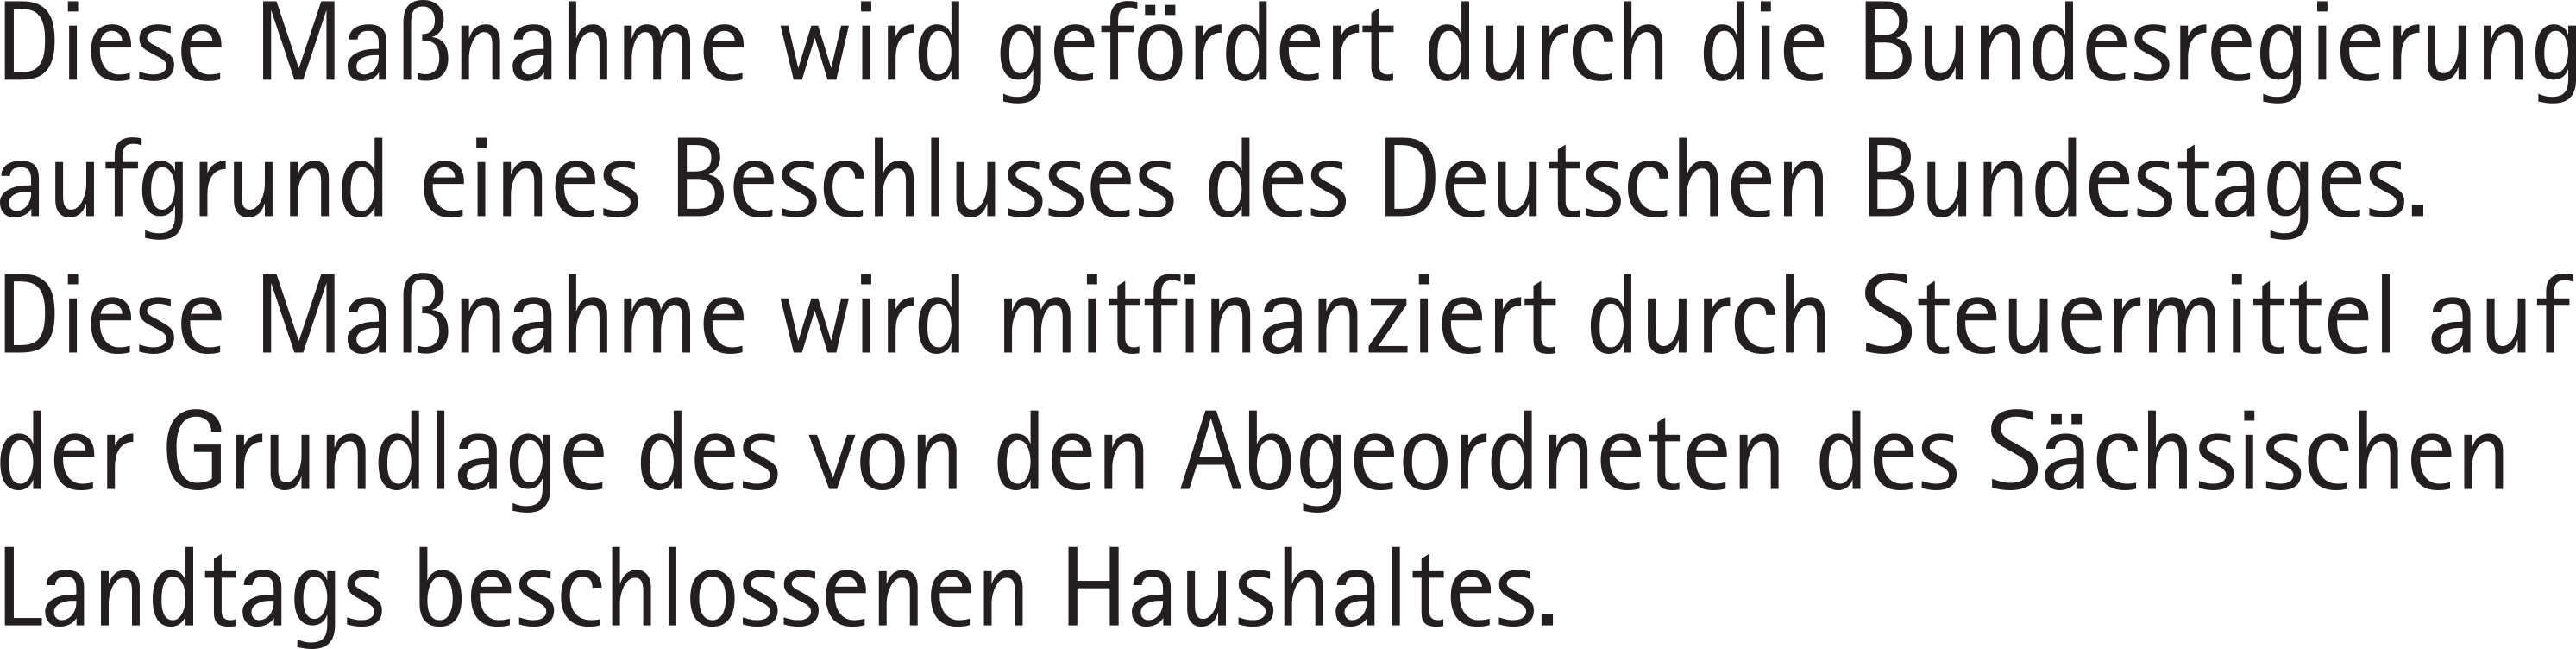 Diese Maßnahme wird gefördert durch die Bundesregierung
aufgrund eines Beschlusses des Deutschen Bundestages.
Diese Maßnahme wird mitfinanziert durch Steuermittel auf
der Grundlage des von den Abgeordneten des Sächsischen
Landtags beschlossenen Haushaltes.